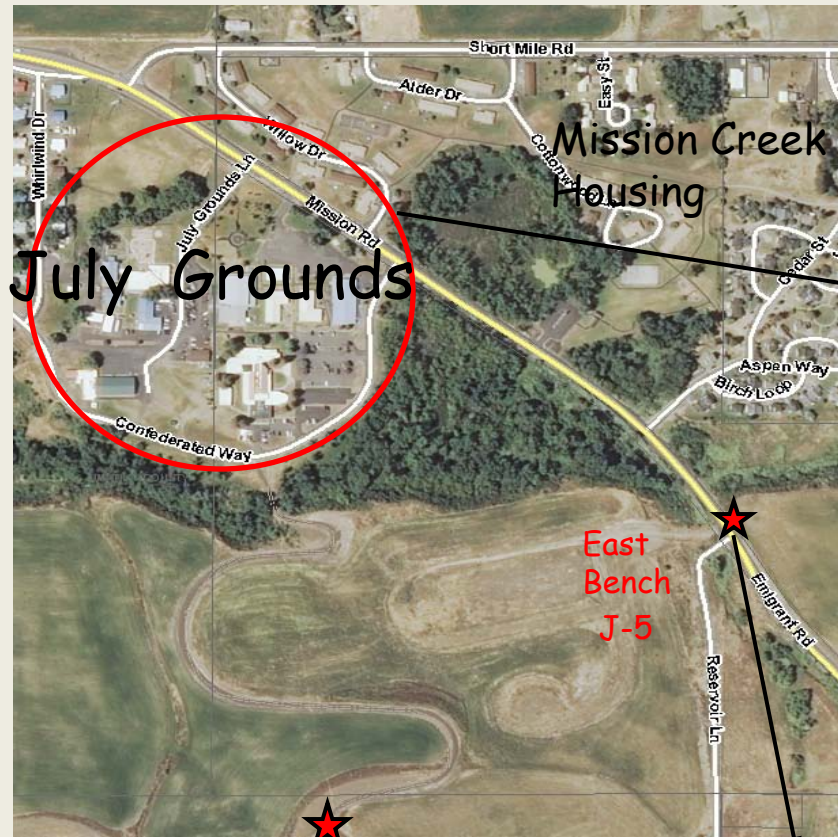 Short Mile Rd
Alder Dr
Easy St
Whirlwind Dr
Willow Dr
Mission Creek
Housing
July Grounds Ln
Mission Rd
Cedar St
July Grounds
Aspen Way
Birch Loop
Confederated Way
East
Bench
J-5
Emigrant Rd
Reservoir Ln